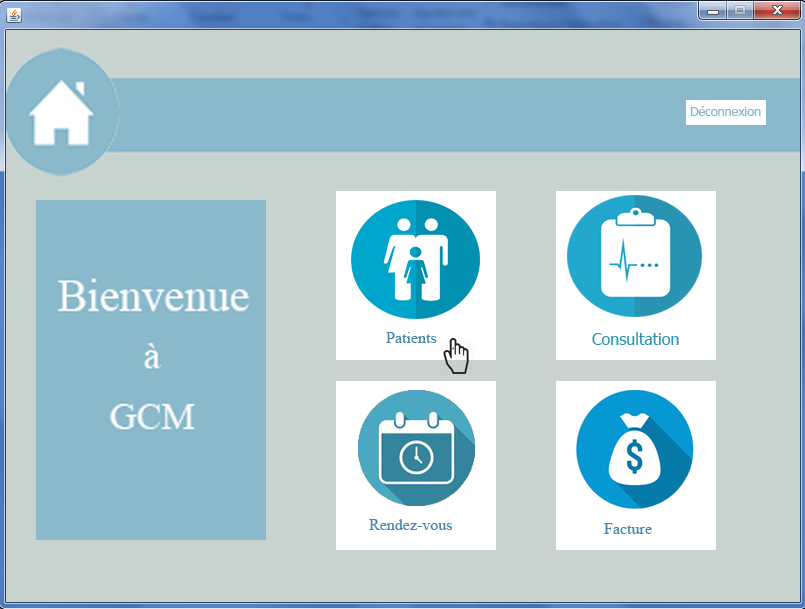 Déconnexion
Bienvenue
à
GCM
Patients
Consultation
Rendez-vous
$
Facture